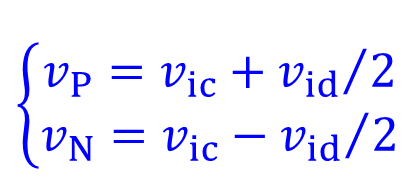 v_P = v_ic + v_id/2
v_N = v_ic − v_id/2